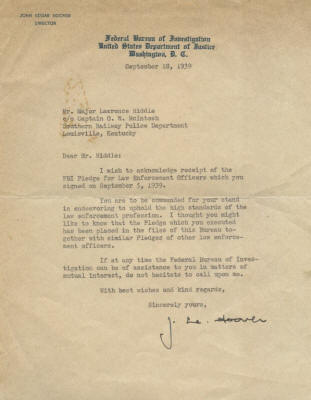 JOHN EDGAR HOOVER
DIRECTOR
Federal Bureau of Investigation
United States Department of Justice
Washington, D. C.
September 18, 1939
Mr. Major Lawrence Riddle
c/o Captain O. R. McIntosh
Southern Railway Police Department
Louisville, Kentucky
Dear Mr. Riddle:
I wish to acknowledge receipt of the
FBI Pledge for Law Enforcement Officers which you
signed on September 5, 1939.
You are to be commended for your stand
in endeavoring to uphold the high standards of the
law enforcement profession. I thought you might
like to know that the Pledge which you executed
has been placed in the files of this Bureau to-
gether with similar Pledges of other law enforce-
ment officers.
If at any time the Federal Bureau of Inves-
tigation can be of assistance to you in matters of
mutual interest, do not hesitate to call upon me.
With best wishes and kind regards,
Sincerely yours,
J. E. Hoover